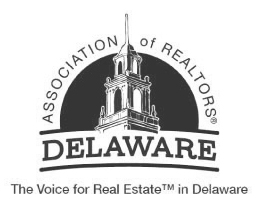 ASSOCIATION of REALTORS®
DELAWARE
The Voice for Real Estate™ in Delaware